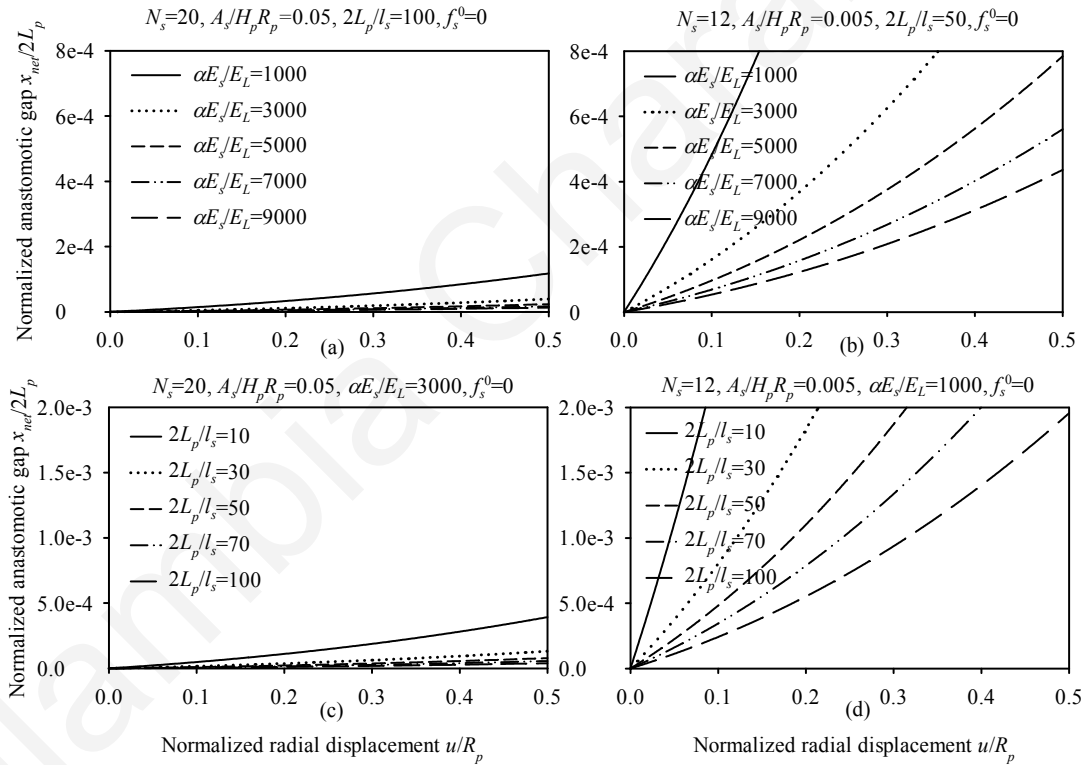 N_s=20, A_s/H_pR_p=0.05, 2L_p/l_s=100, f_s^0=0
N_s=12, A_s/H_pR_p=0.005, 2L_p/l_s=50, f_s^0=0
Normalized anastomotic gap x_net/2L_p
8e-4
6e-4
4e-4
2e-4
0
αE_s/E_L=1000
αE_s/E_L=3000
αE_s/E_L=5000
αE_s/E_L=7000
αE_s/E_L=9000
0.0 0.1 0.2 0.3 0.4 0.5
(a)
8e-4
6e-4
4e-4
2e-4
0
αE_s/E_L=1000
αE_s/E_L=3000
αE_s/E_L=5000
αE_s/E_L=7000
αE_s/E_L=9000
0.0 0.1 0.2 0.3 0.4 0.5
(b)
N_s=20, A_s/H_pR_p=0.05, αE_s/E_L=3000, f_s^0=0
N_s=12, A_s/H_pR_p=0.005, αE_s/E_L=1000, f_s^0=0
Normalized anastomotic gap x_net/2L_p
2.0e-3
1.5e-3
1.0e-3
5.0e-4
0.0
2L_p/l_s=10
2L_p/l_s=30
2L_p/l_s=50
2L_p/l_s=70
2L_p/l_s=100
0.0 0.1 0.2 0.3 0.4 0.5
(c)
Normalized radial displacement u/R_p
2.0e-3
1.5e-3
1.0e-3
5.0e-4
0.0
2L_p/l_s=10
2L_p/l_s=30
2L_p/l_s=50
2L_p/l_s=70
2L_p/l_s=100
0.0 0.1 0.2 0.3 0.4 0.5
(d)
Normalized radial displacement u/R_p